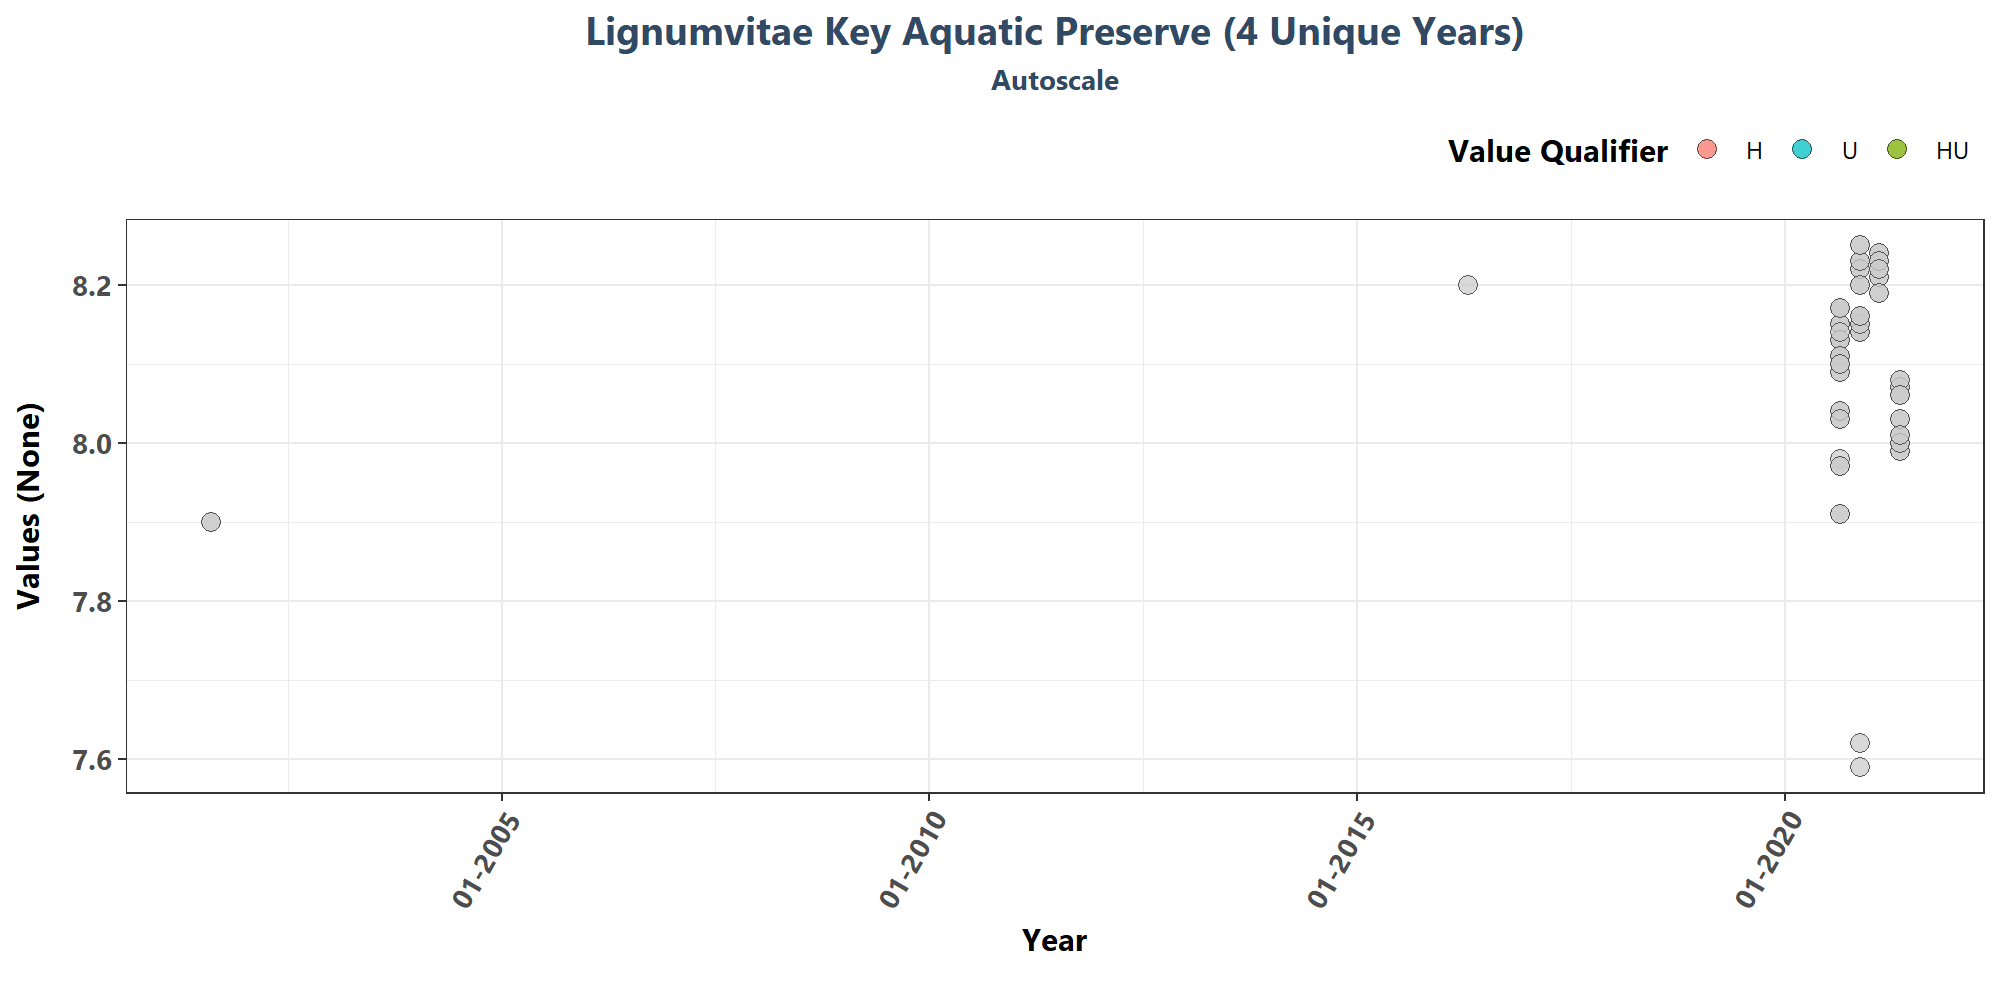 Lignumvitae Key Aquatic Preserve (4 Unique Years)
Autoscale
Value Qualifier H U HU
Values (None)
8.2
8.0
7.8
7.6
01-2005 01-2010 01-2015 01-2020
Year